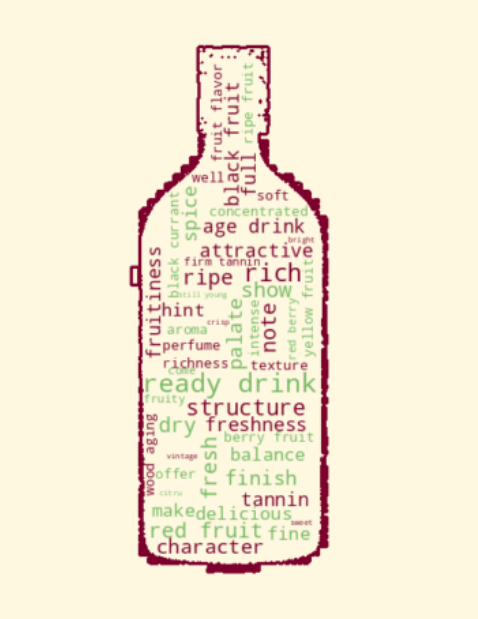 fruit flavor
black fruit
ripe fruit
full
well
soft
spice
black currant
concentrated
age drink
bright
attractive
firm tannin
ripe
rich
fruitiness
show
still young
yellow fruit
hint
note
palate
intense
red berry
crisp
aroma
perfume
richness
texture
come
ready drink
fruity
structure
dry
freshness
wood aging
berry fruit
fresh
balance
vintage
offer
finish
citru
tannin
make
delicious
sweet
red fruit
fine
character